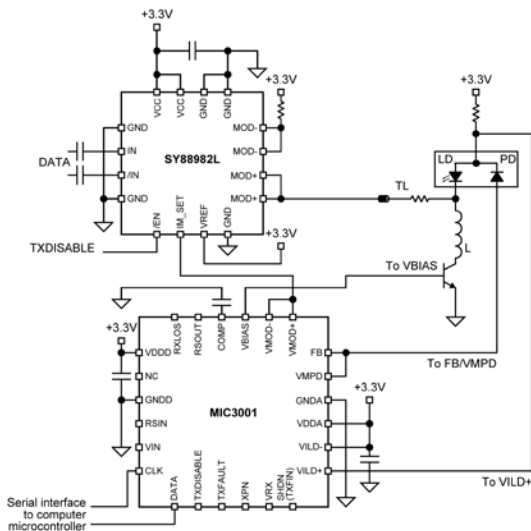 +3.3V
+3.3V
+3.3V
VCC
VCC
GND
GND
GND
IN
/IN
GND
SY88982L
MOD-
MOD-
MOD+
MOD+
DATA
/EN
IM_SET
VREF
GND
TXDISABLE
+3.3V
TL
LD
PD
L
To VBIAS
To FB/VMPD
To VILD+
+3.3V
RXLOS
RSOUT
COMP
VBIAS
VMOD-
VMOD+
VDDD
NC
GNDD
RSIN
VIN
CLK
MIC3001
FB
VMPD
GNDA
VDDA
VILD-
VILD+
+3.3V
DATA
TXDISABLE
TXFAULT
XPN
VRX
SHDN
(TXFIN)
Serial interface
to computer
microcontroller